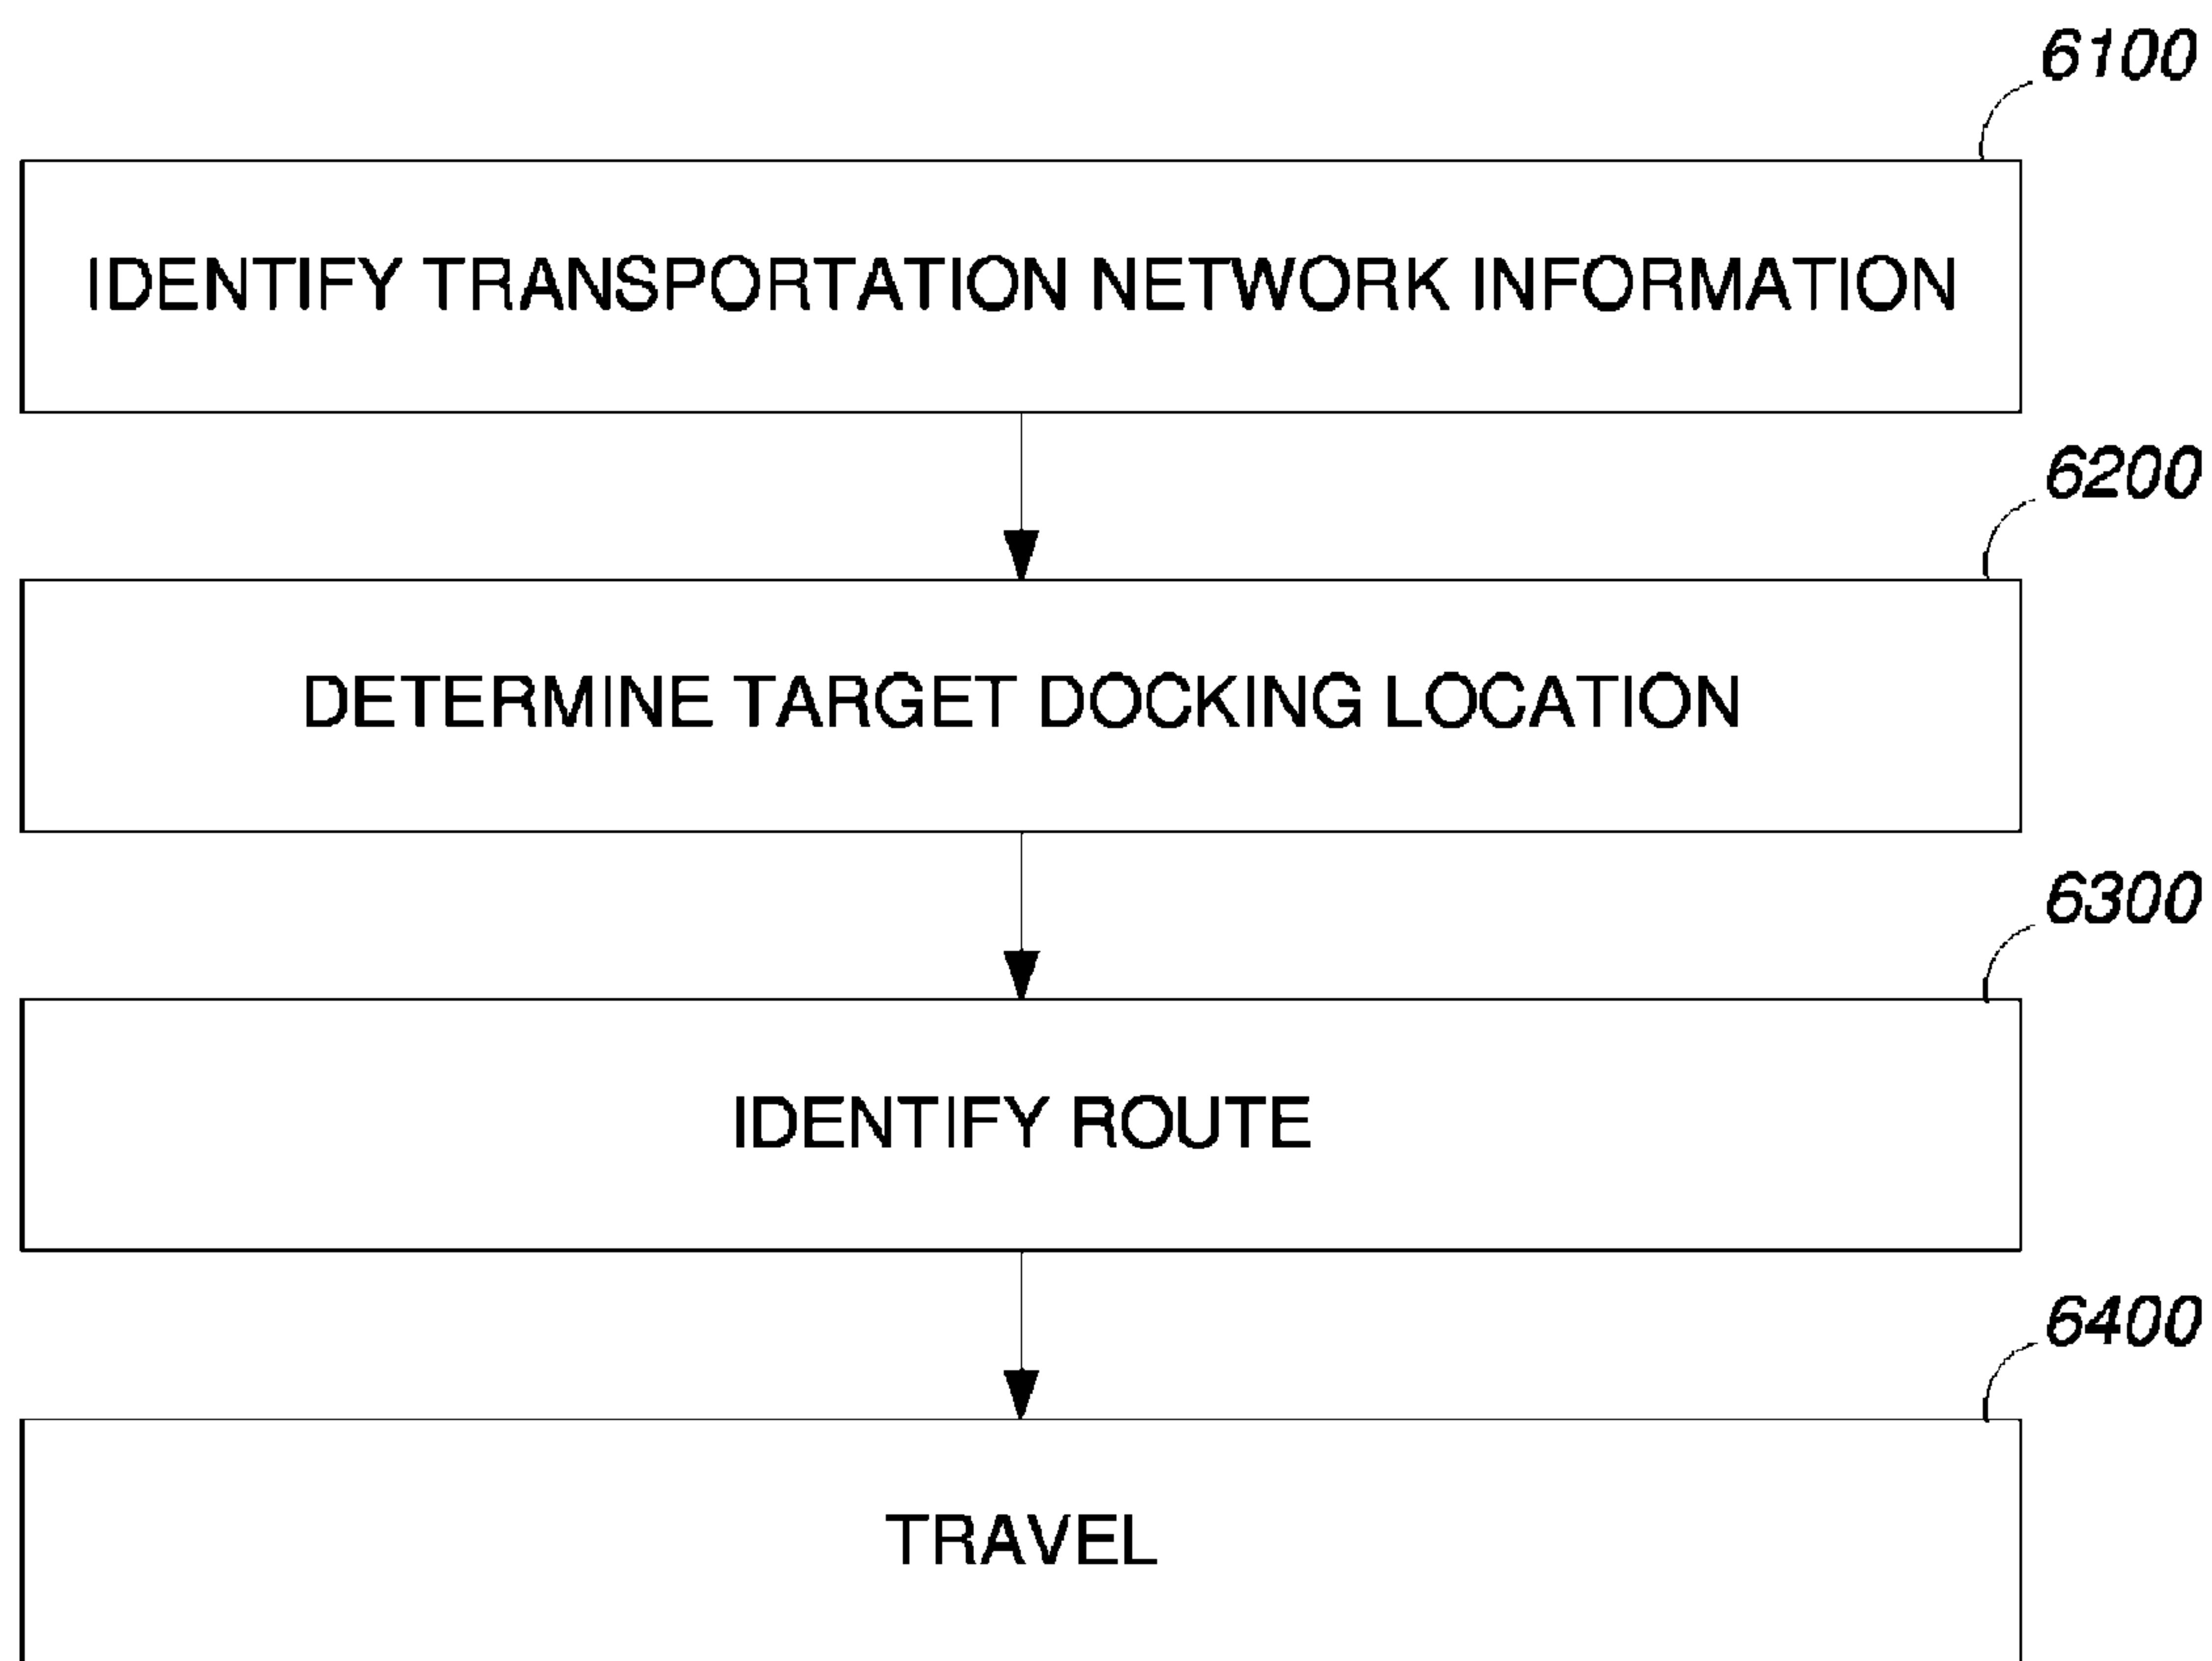 6100
IDENTIFY TRANSPORTATION NETWORK INFORMATION
6200
DETERMINE TARGET DOCKING LOCATION
6300
IDENTIFY ROUTE
6400
TRAVEL